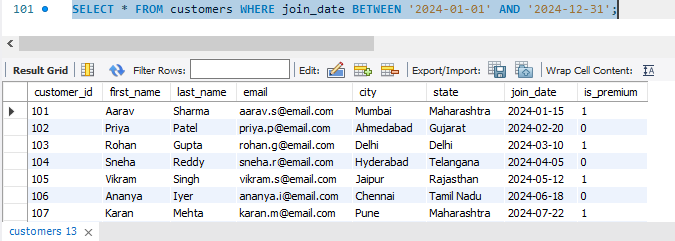 101 SELECT * FROM customers WHERE join_date BETWEEN '2024-01-01' AND '2024-12-31';
Result Grid Filter Rows: Edit: Export/Import: Wrap Cell Content: IA
customer_id first_name last_name email city state join_date is_premium
101 Aarav Sharma aarav.s@email.com Mumbai Maharashtra 2024-01-15 1
102 Priya Patel priya.p@email.com Ahmedabad Gujarat 2024-02-20 0
103 Rohan Gupta rohan.g@email.com Delhi Delhi 2024-03-10 1
104 Sneha Reddy sneha.r@email.com Hyderabad Telangana 2024-04-05 0
105 Vikram Singh vikram.s@email.com Jaipur Rajasthan 2024-05-12 1
106 Ananya Iyer ananya.i@email.com Chennai Tamil Nadu 2024-06-18 0
107 Karan Mehta karan.m@email.com Pune Maharashtra 2024-07-22 1
customers 13